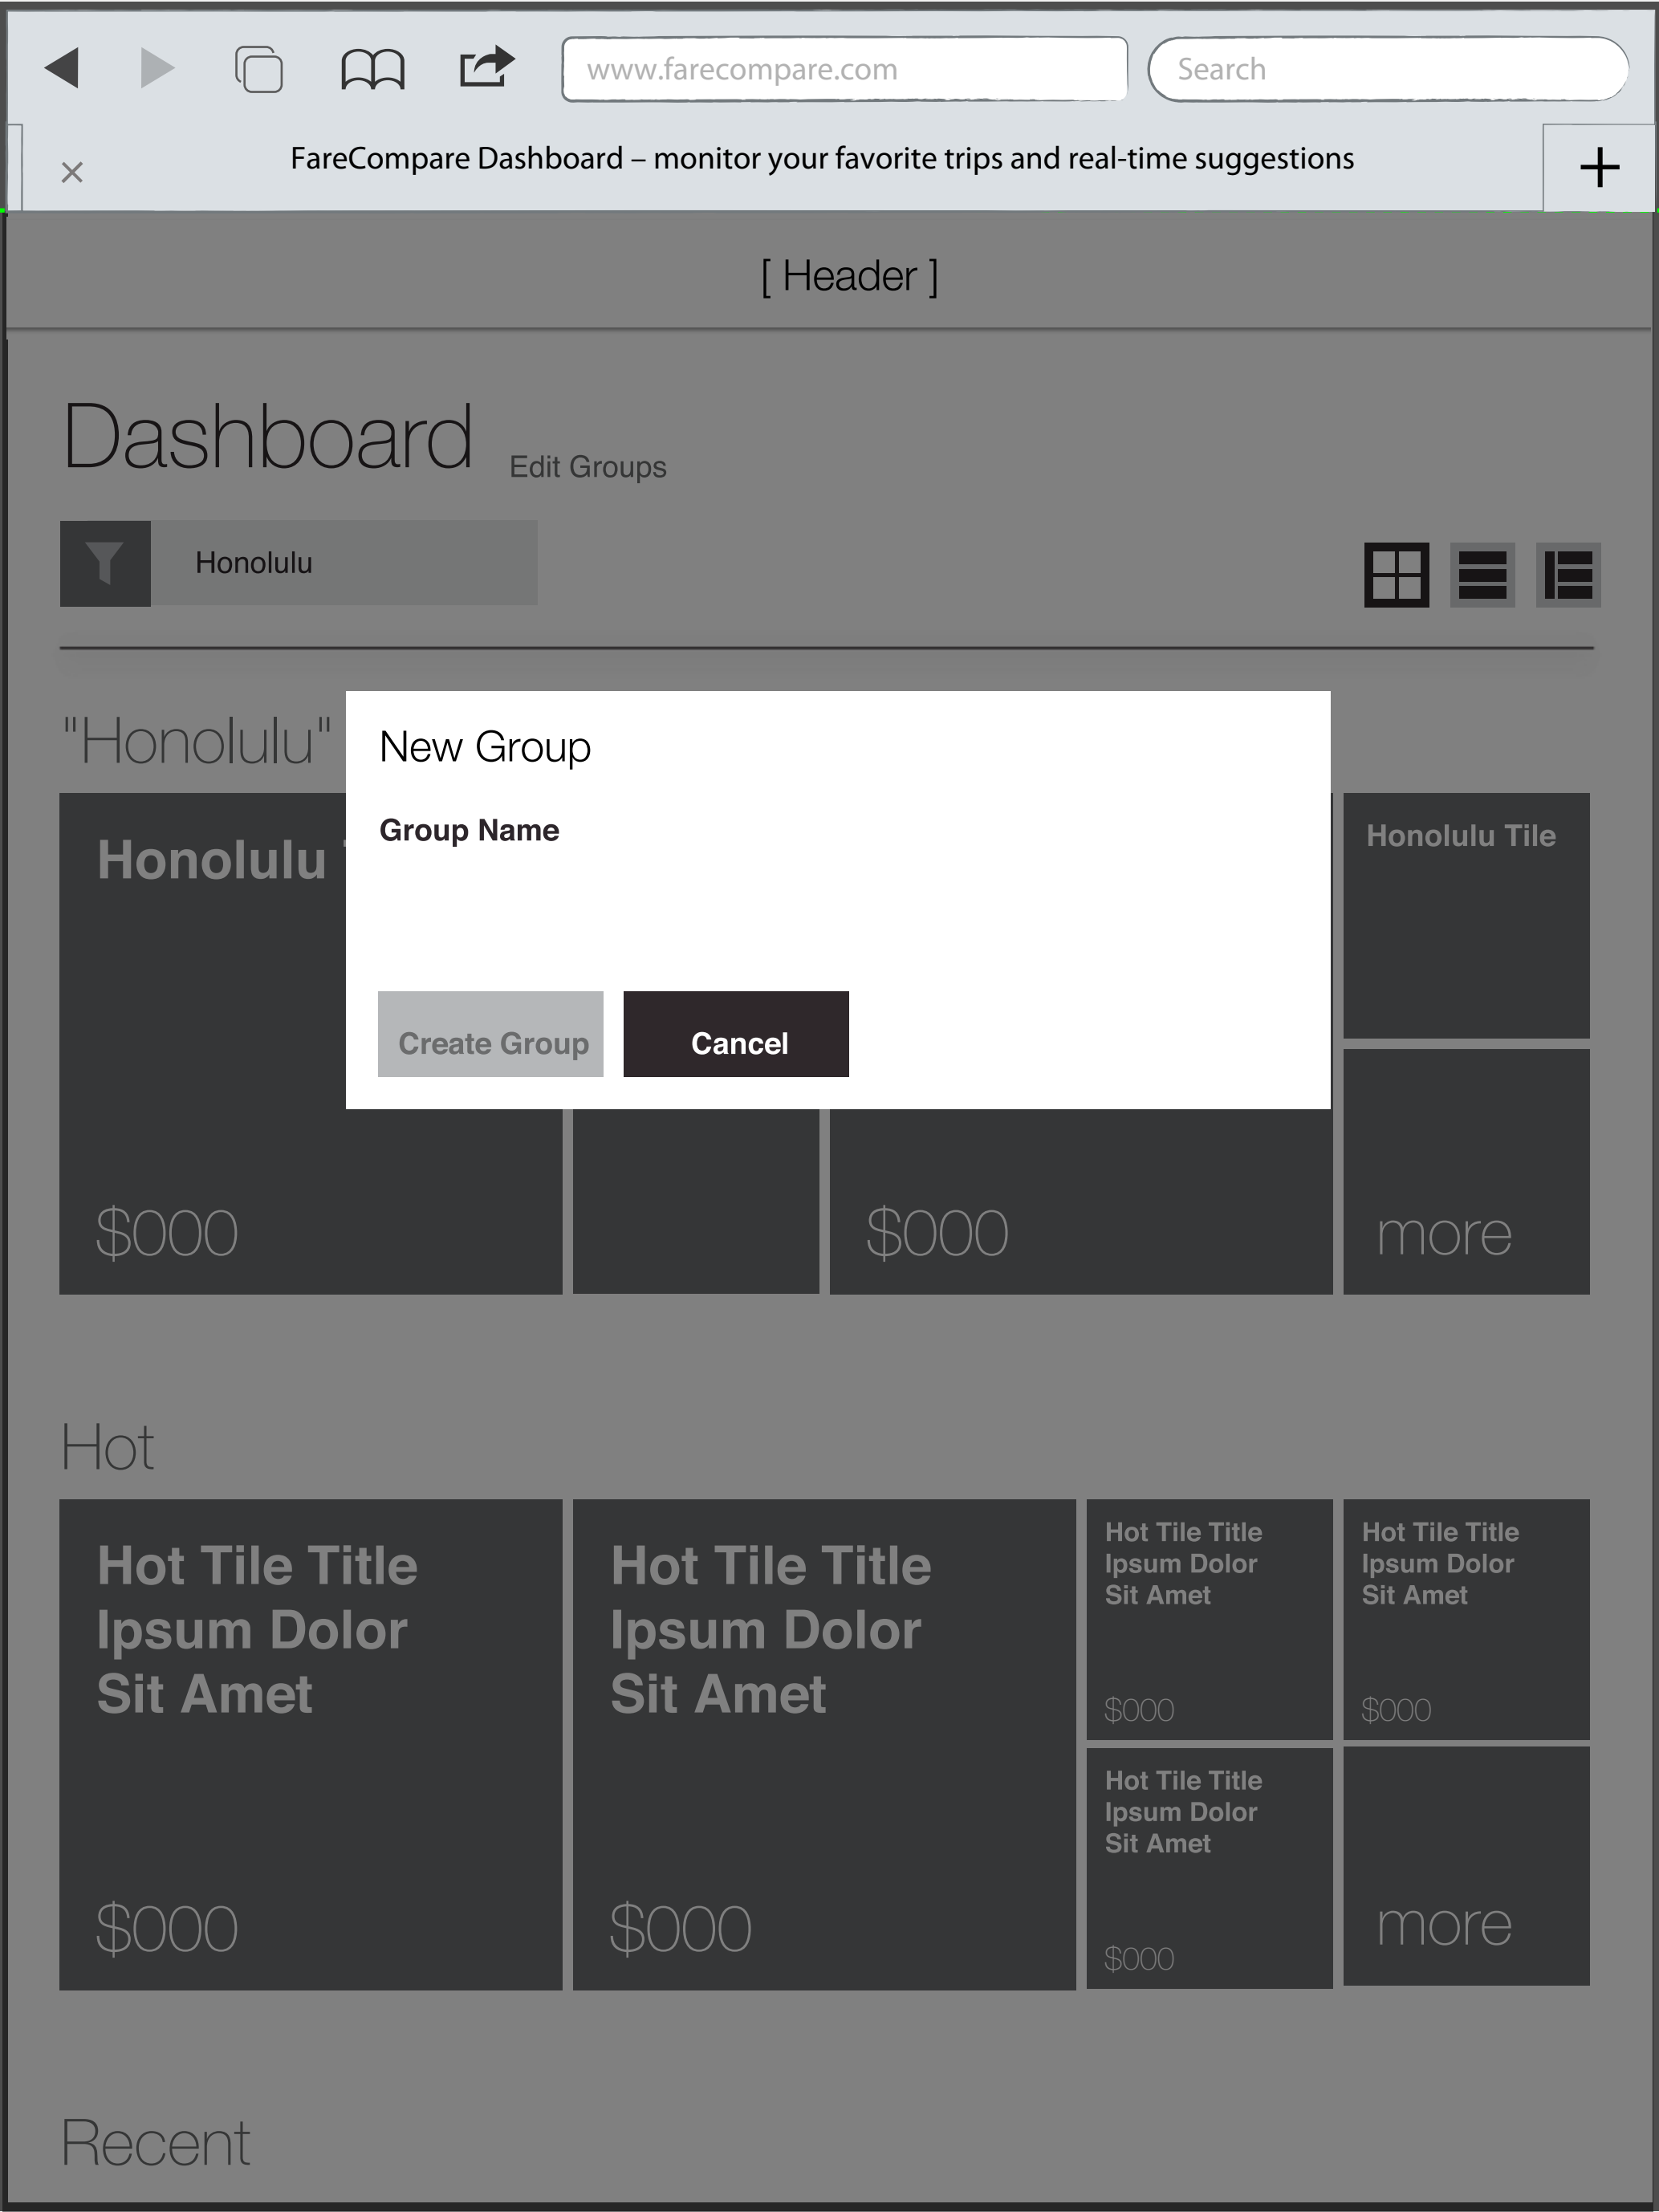 www.farecompare.com
Search
FareCompare Dashboard – monitor your favorite trips and real-time suggestions
[ Header ]
Dashboard
Edit Groups
Honolulu
"Honolulu"
New Group
Group Name
Create Group
Cancel
Honolulu
Honolulu Tile
$000
$000
more
Hot
Hot Tile Title
Ipsum Dolor
Sit Amet
$000
Hot Tile Title
Ipsum Dolor
Sit Amet
$000
Hot Tile Title
Ipsum Dolor
Sit Amet
$000
Hot Tile Title
Ipsum Dolor
Sit Amet
$000
Hot Tile Title
Ipsum Dolor
Sit Amet
$000
more
Recent